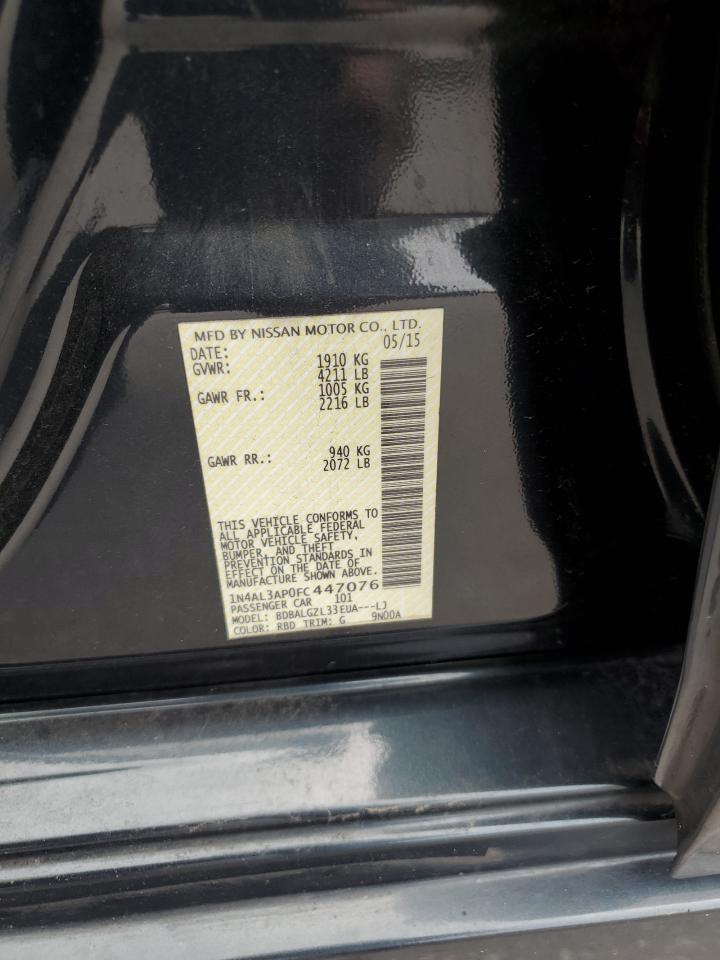 MFD BY NISSAN MOTOR CO., LTD.
DATE: 05/15
GVWR: 1910 KG
4211 LB
GAWR FR.: 1005 KG
2216 LB
GAWR RR.: 940 KG
2072 LB
THIS VEHICLE CONFORMS TO
ALL APPLICABLE FEDERAL
MOTOR VEHICLE SAFETY,
BUMPER, AND THEFT
PREVENTION STANDARDS IN
EFFECT ON THE DATE OF
MANUFACTURE SHOWN ABOVE.
1N4AL3AP0FC447076
PASSENGER CAR 101
MODEL: BDBALGZL33EUA---LJ
COLOR: RBD TRIM: G 9N00A